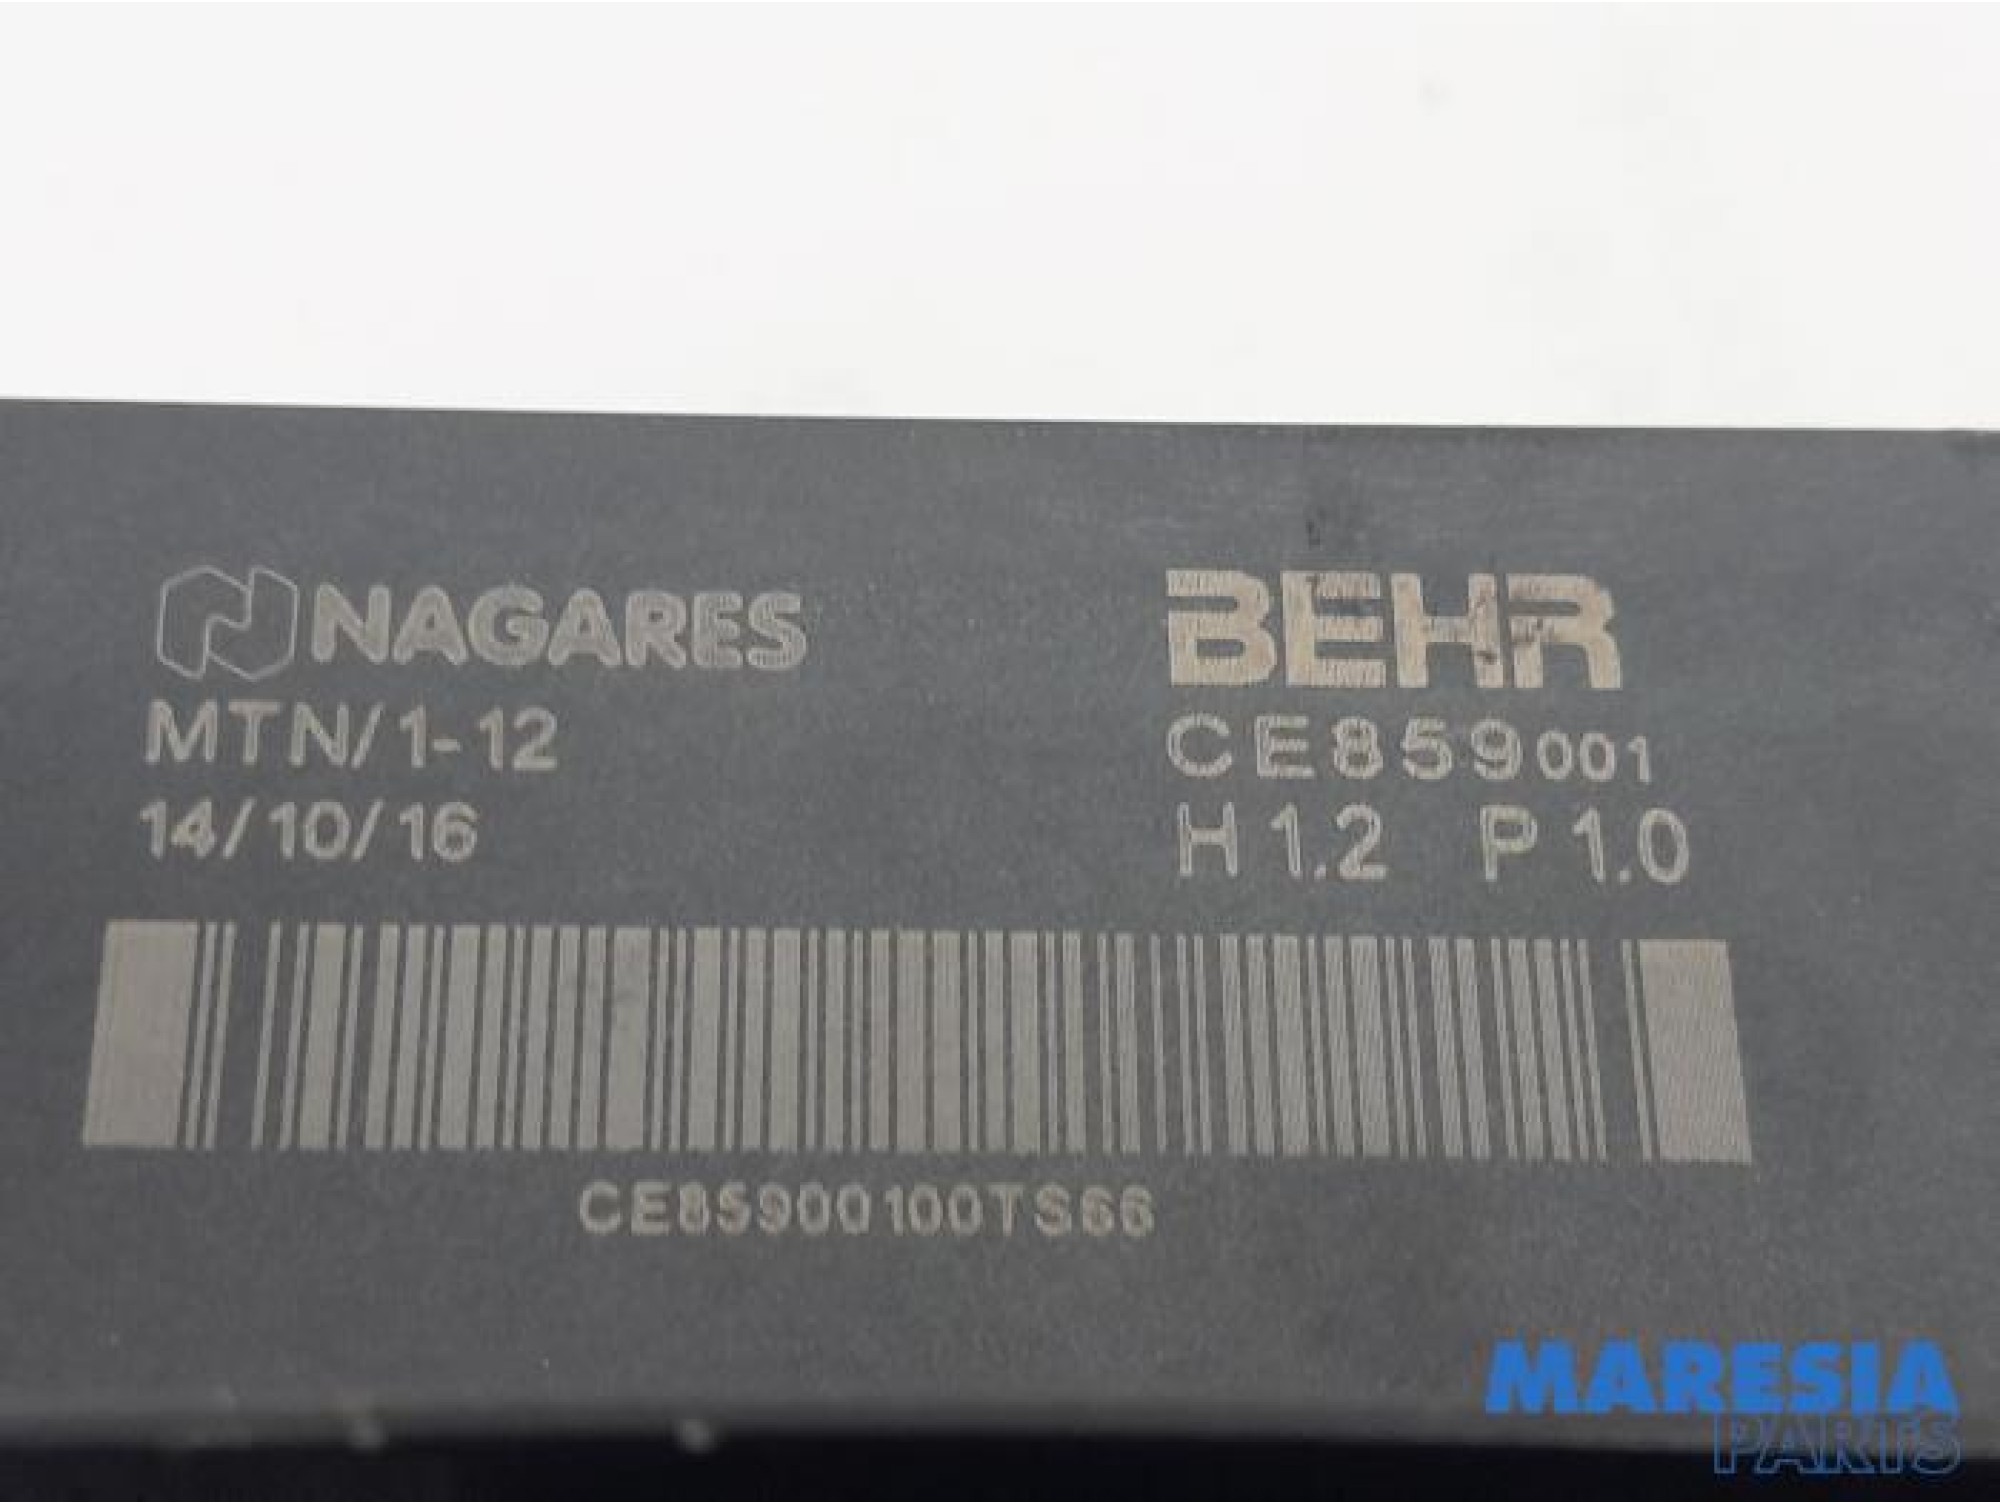 NAGARES
MTN/1-12
14/10/16
BEHR
CE859001
H1.2 P1.0
CE85900100TS66
MARESIA
PARTS